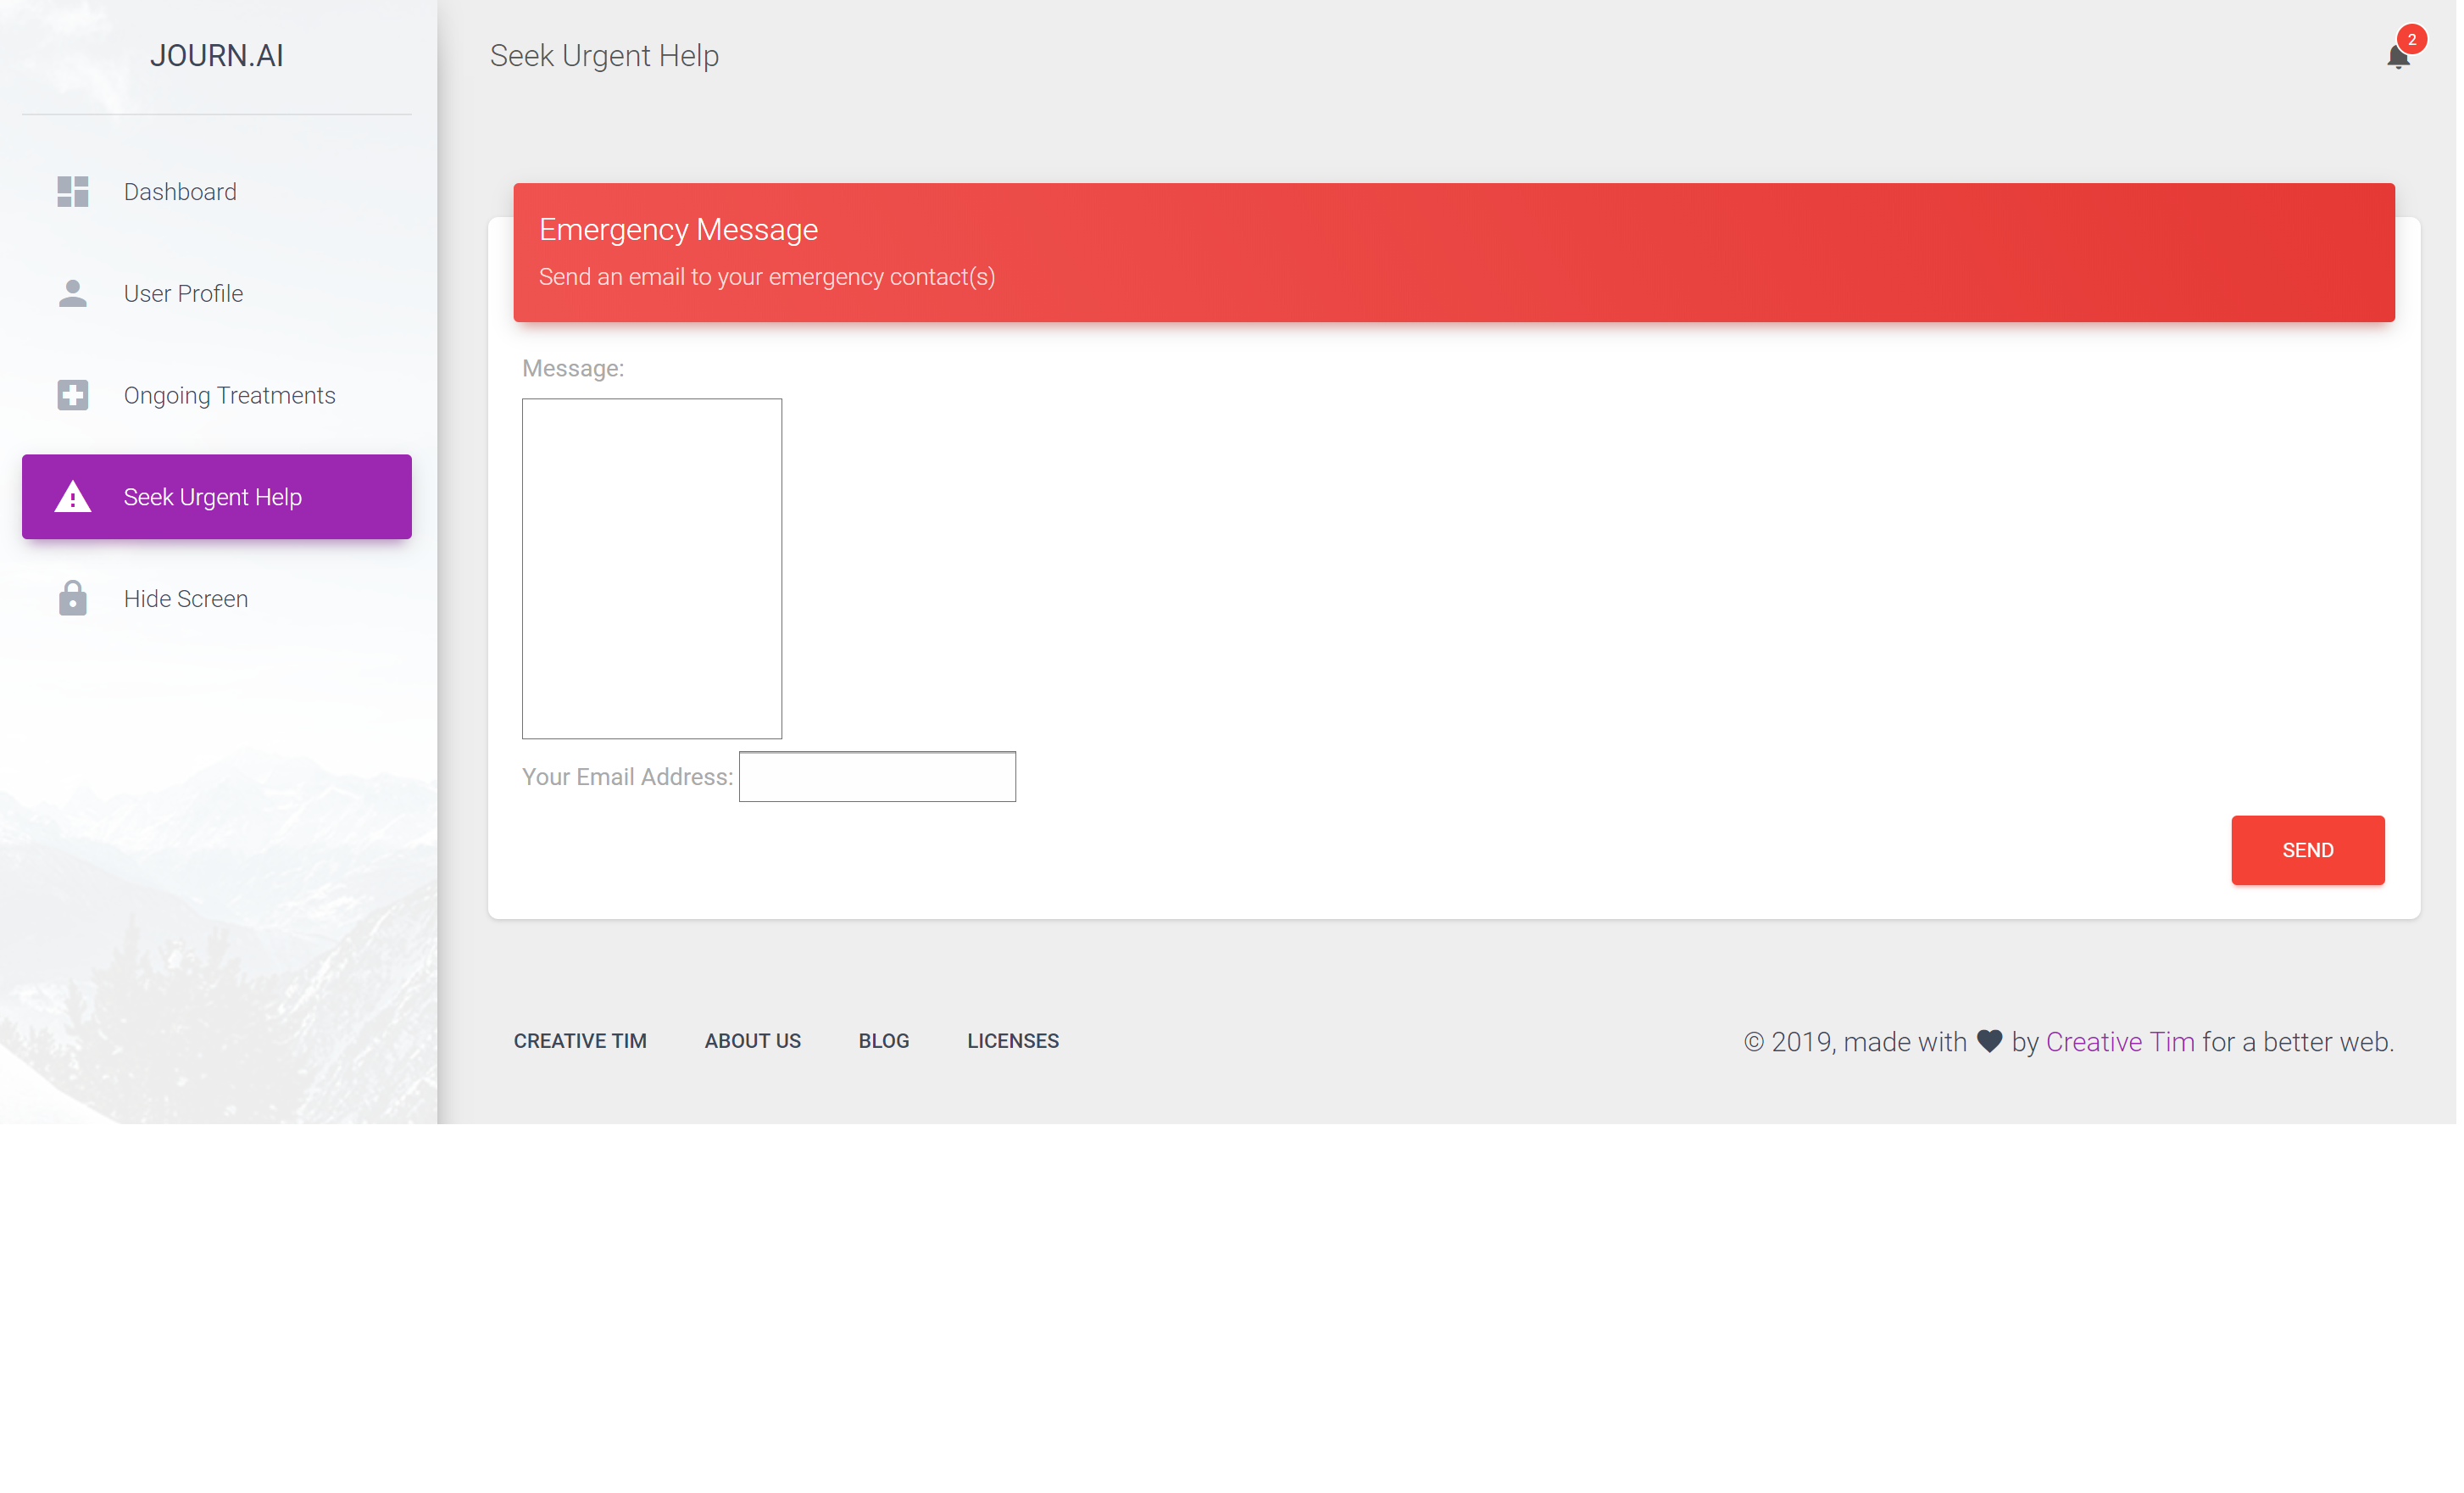 JOURN.AI
Dashboard
User Profile
Ongoing Treatments
Seek Urgent Help
Hide Screen
Seek Urgent Help
2
Emergency Message
Send an email to your emergency contact(s)
Message:
Your Email Address:
SEND
CREATIVE TIM ABOUT US BLOG LICENSES
© 2019, made with by Creative Tim for a better web.